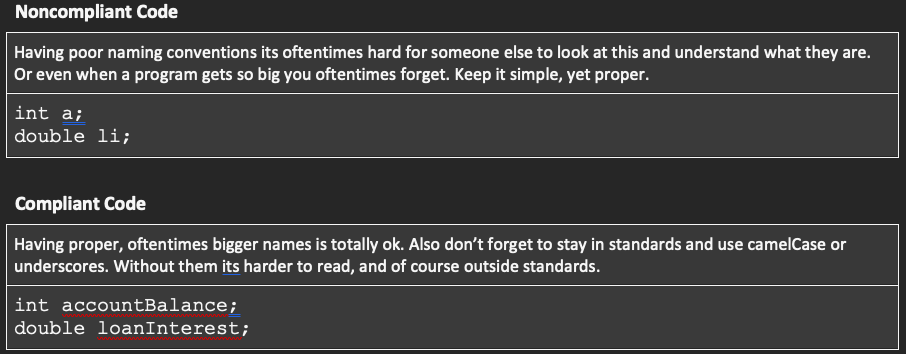 Noncompliant Code
Having poor naming conventions its oftentimes hard for someone else to look at this and understand what they are.
Or even when a program gets so big you oftentimes forget. Keep it simple, yet proper.
int a;
double li;
Compliant Code
Having proper, oftentimes bigger names is totally ok. Also don’t forget to stay in standards and use camelCase or
underscores. Without them its harder to read, and of course outside standards.
int accountBalance;
double loanInterest;